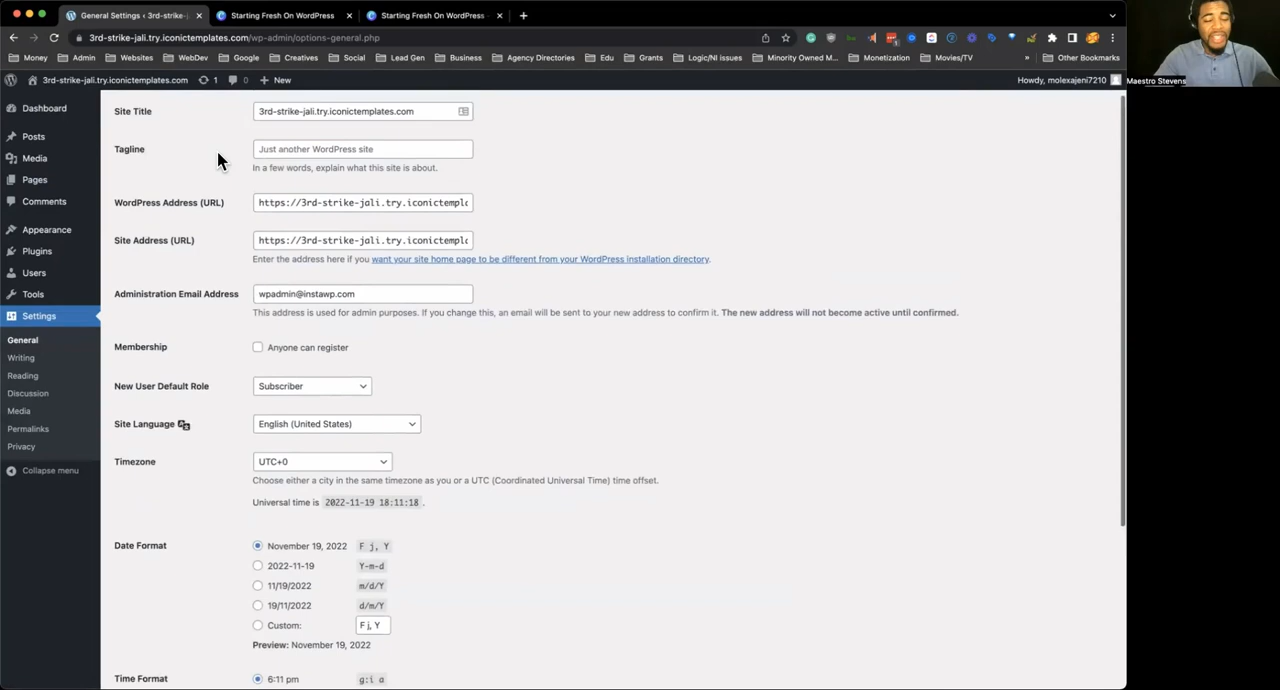 General Settings ‹ 3rd-strike-j
Starting Fresh On WordPress
Starting Fresh On WordPress
3rd-strike-jali.try.iconictemplates.com/wp-admin/options-general.php
Money
Admin
Websites
WebDev
Google
Creatives
Social
Lead Gen
Business
Agency Directories
Edu
Grants
Logic/NI issues
Minority Owned M...
Monetization
Movies/TV
»
Other Bookmarks
3rd-strike-jali.try.iconictemplates.com
1
0
New
Howdy, molexajeni7210
Maestro Stevens
Dashboard
Posts
Media
Pages
Comments
Appearance
Plugins
Users
Tools
Settings
General
Writing
Reading
Discussion
Media
Permalinks
Privacy
Collapse menu
Site Title
3rd-strike-jali.try.iconictemplates.com
Tagline
Just another WordPress site
In a few words, explain what this site is about.
WordPress Address (URL)
https://3rd-strike-jali.try.iconictemplc
Site Address (URL)
https://3rd-strike-jali.try.iconictemplc
Enter the address here if you want your site home page to be different from your WordPress installation directory.
Administration Email Address
wpadmin@instawp.com
This address is used for admin purposes. If you change this, an email will be sent to your new address to confirm it. The new address will not become active until confirmed.
Membership
Anyone can register
New User Default Role
Subscriber
Site Language
English (United States)
Timezone
UTC+0
Choose either a city in the same timezone as you or a UTC (Coordinated Universal Time) time offset.
Universal time is 2022-11-19 18:11:18 .
Date Format
November 19, 2022 F j, Y
2022-11-19 Y-m-d
11/19/2022 m/d/Y
19/11/2022 d/m/Y
Custom: F j, Y
Preview: November 19, 2022
Time Format
6:11 pm g:i a